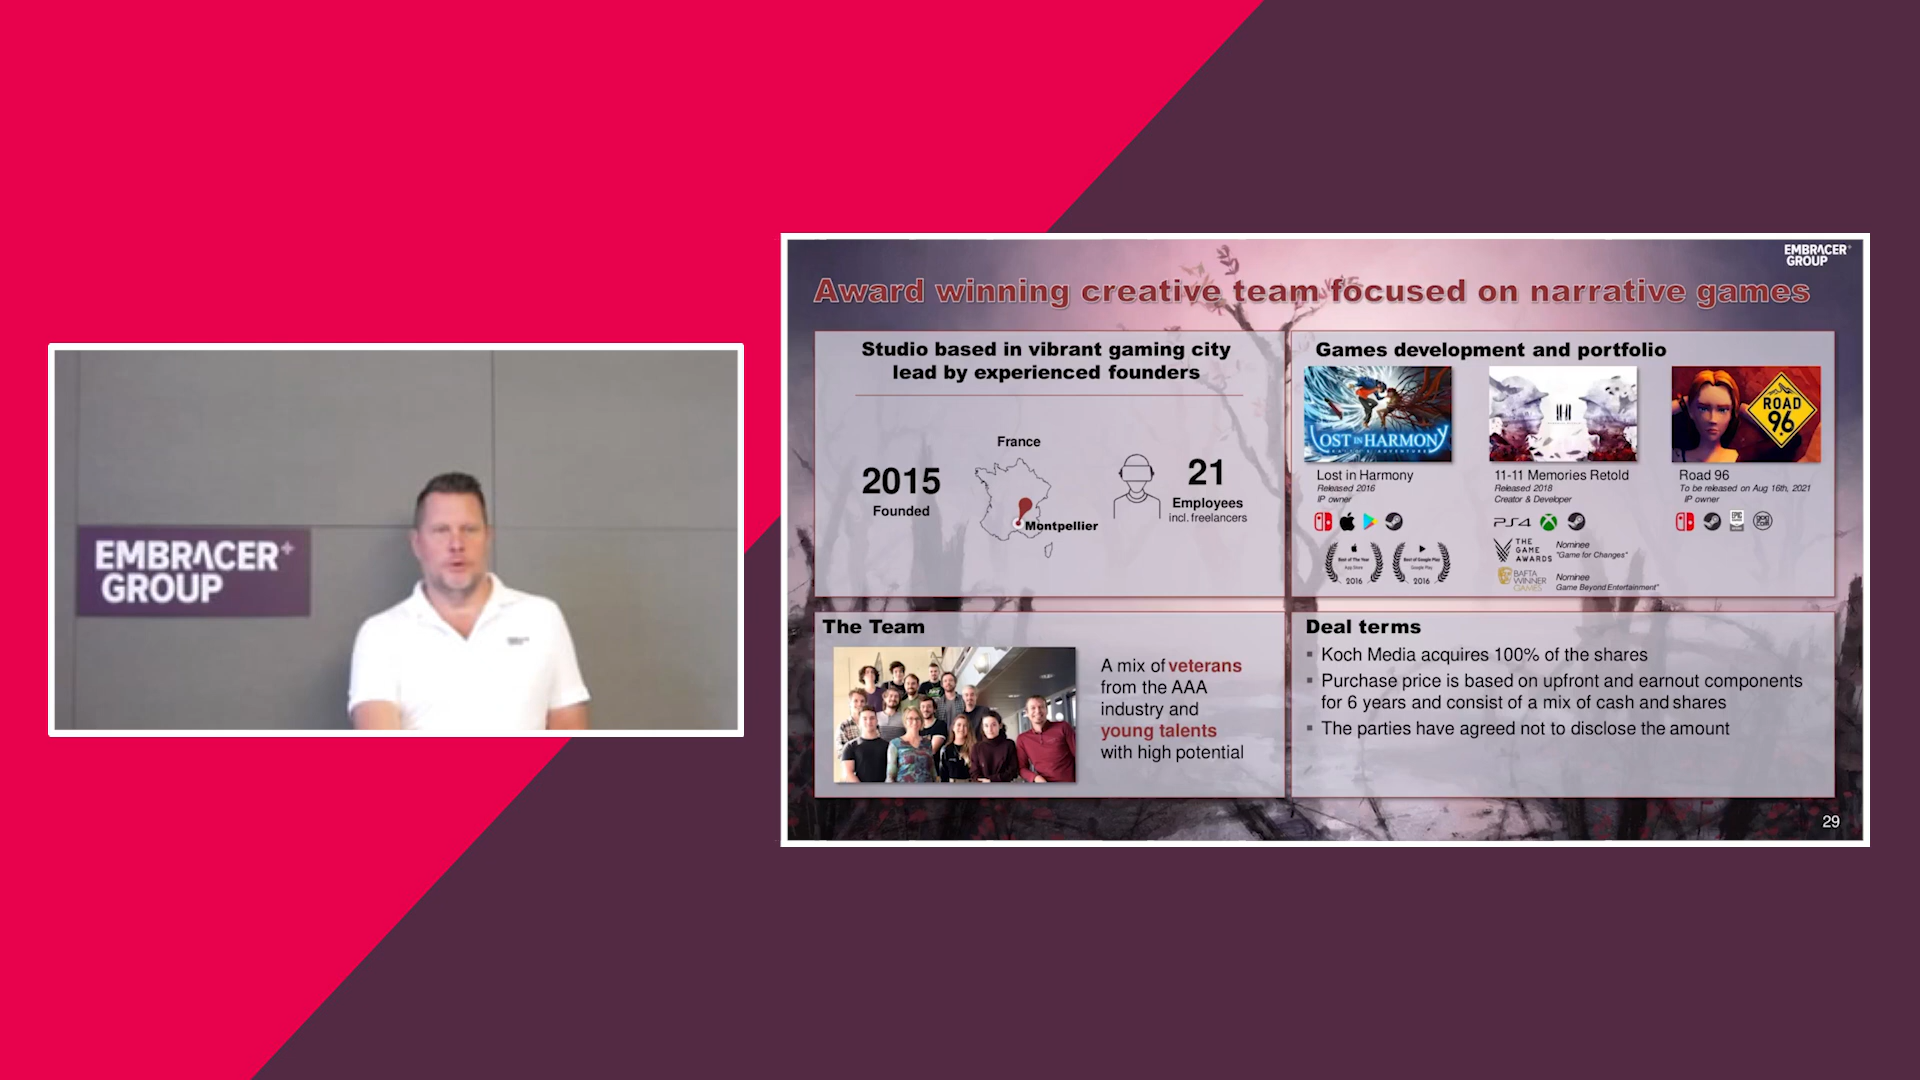 EMBRACER+
GROUP
EMBRACER+
GROUP
Award winning creative team focused on narrative games
Studio based in vibrant gaming city
lead by experienced founders
2015
Founded
France
Montpellier
21
Employees
incl. freelancers
Games development and portfolio
LOST IN HARMONY
11-11
ROAD
96
Lost in Harmony
Released 2016
IP owner
11-11 Memories Retold
Released 2018
Creator & Developer
Road 96
To be released on Aug 16th, 2021
IP owner
PS4
EPIC
GAMES
GOG
COM
Best of The Year
App Store
2016
Best of Google Play
Google Play
2016
THE
GAME
AWARDS
Nominee
"Game for Changes"
BAFTA
WINNER
GAMES
Nominee
Game Beyond Entertainment"
The Team
A mix of veterans
from the AAA
industry and
young talents
with high potential
Deal terms
▪ Koch Media acquires 100% of the shares
▪ Purchase price is based on upfront and earnout components
for 6 years and consist of a mix of cash and shares
▪ The parties have agreed not to disclose the amount
29